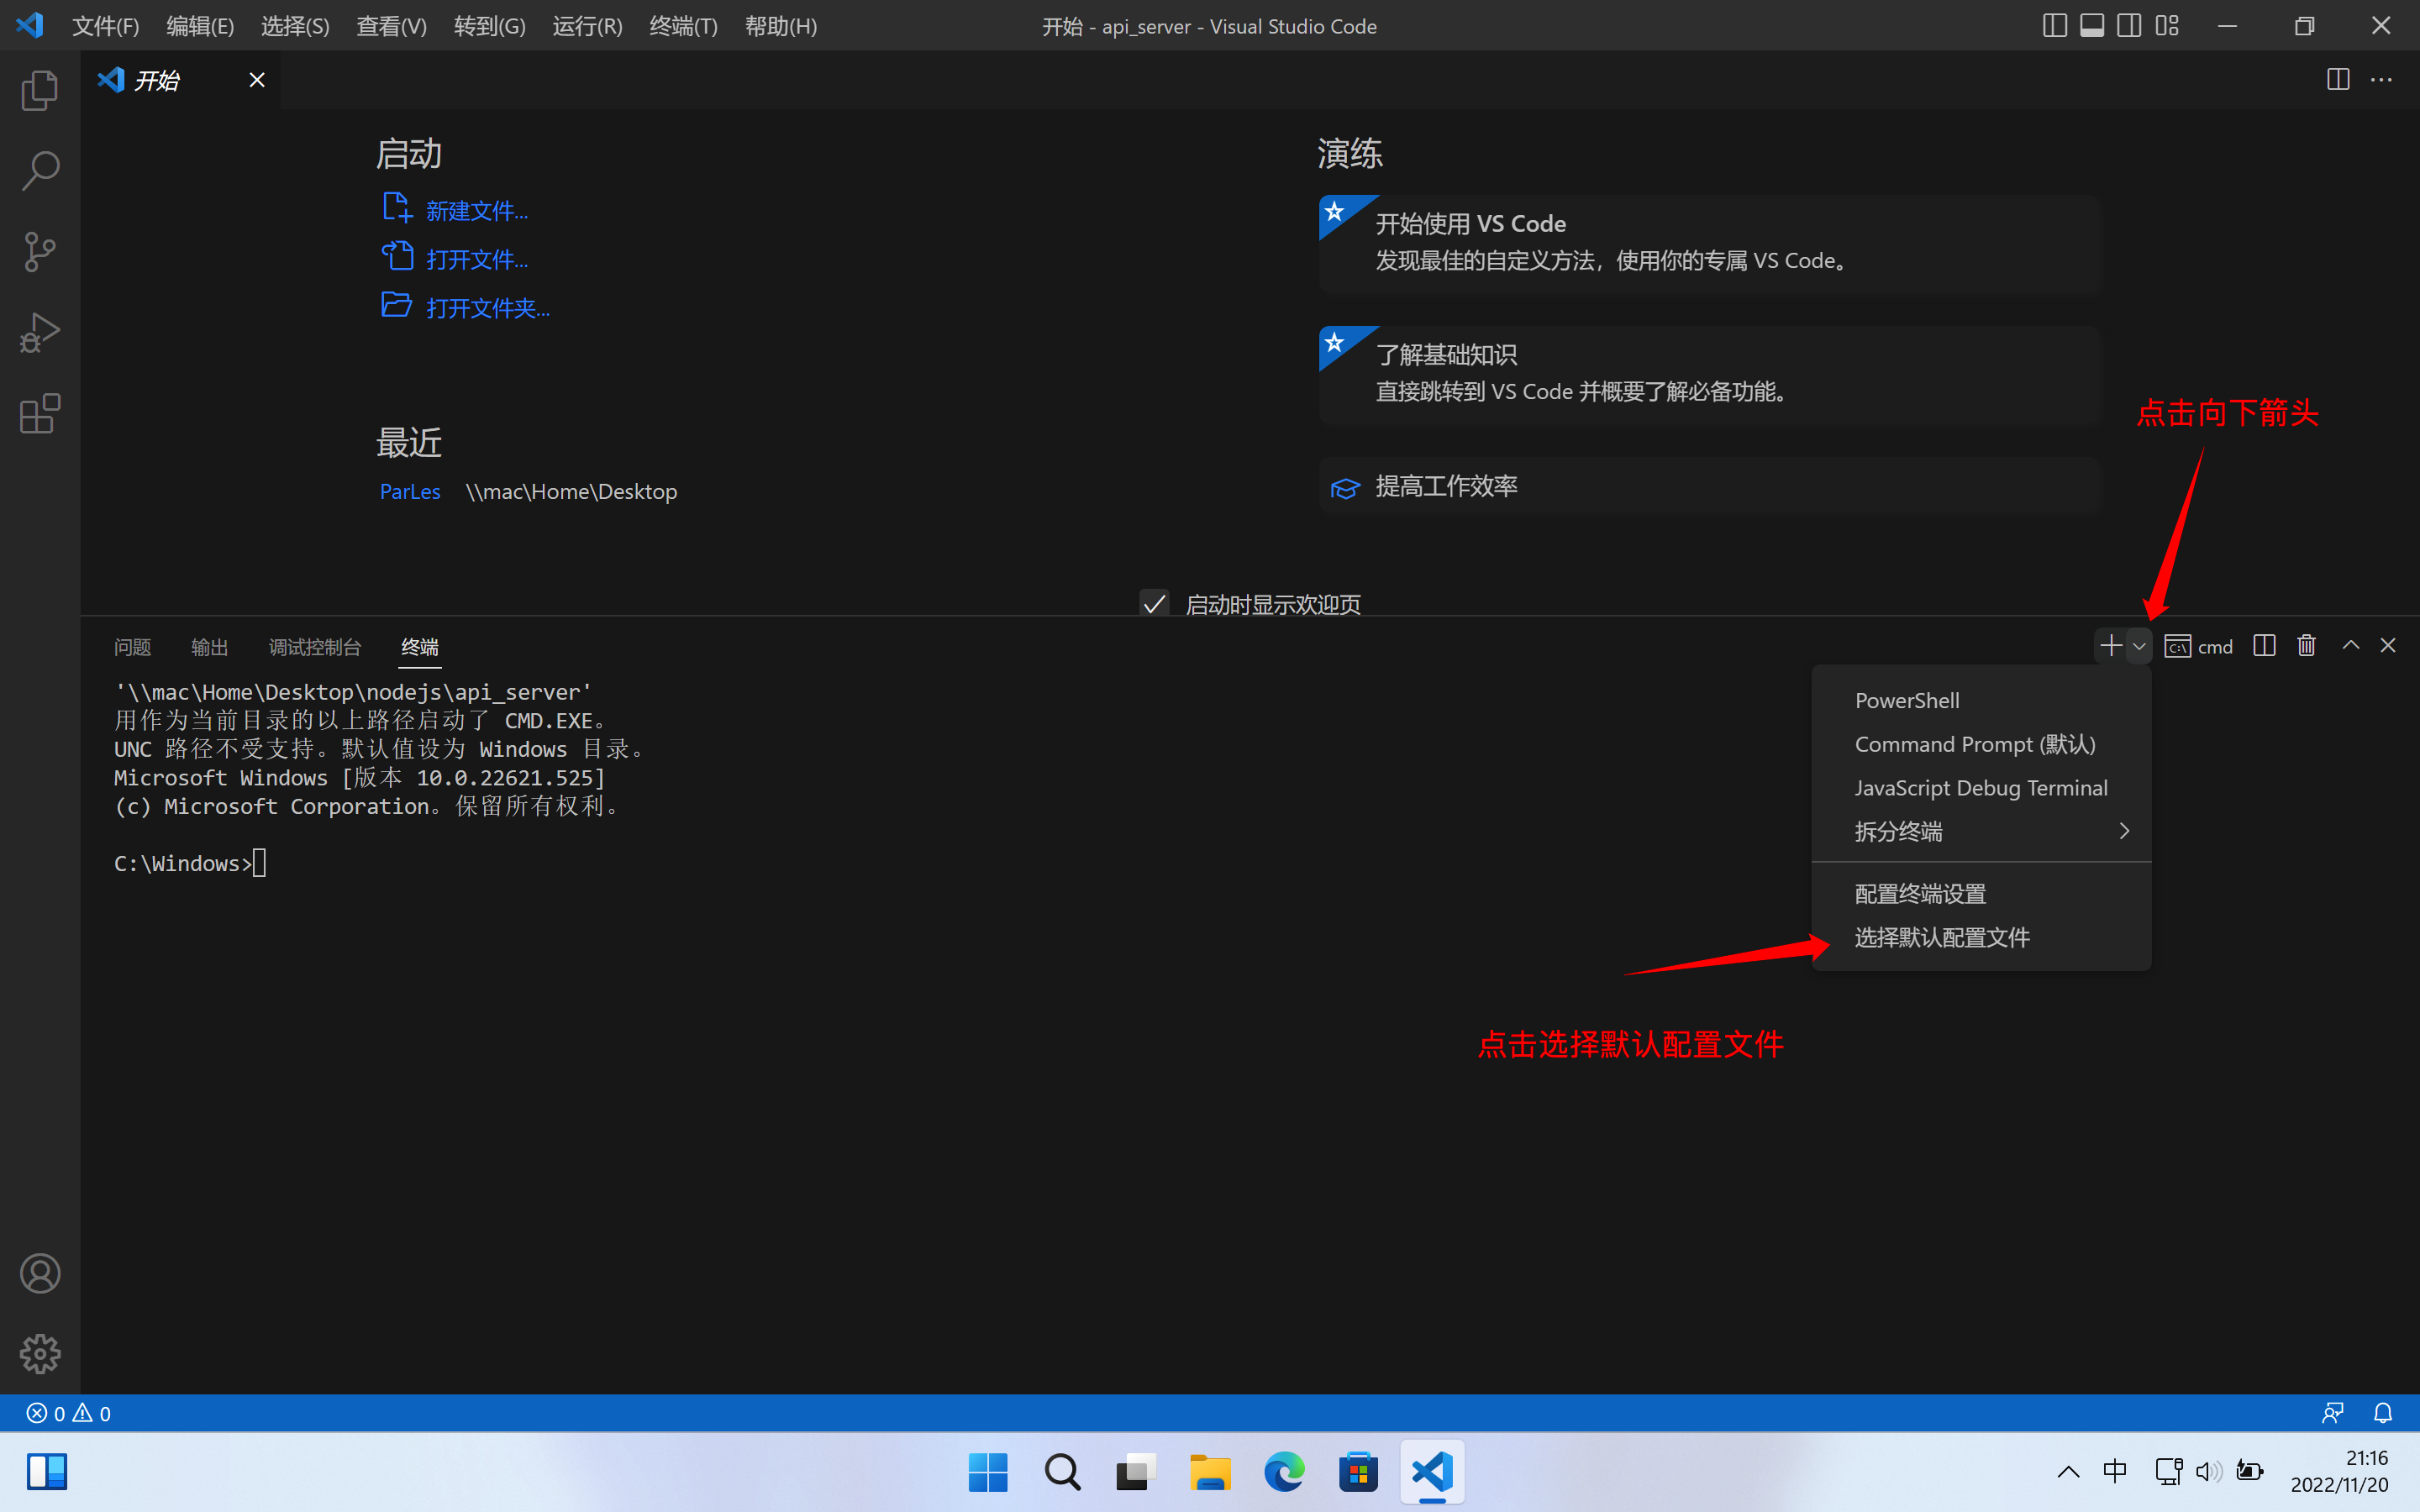 文件(F) 编辑(E) 选择(S) 查看(V) 转到(G) 运行(R) 终端(T) 帮助(H) 开始 - api_server - Visual Studio Code
开始
启动
新建文件...
打开文件...
打开文件夹...
最近
ParLes \\mac\Home\Desktop
演练
开始使用 VS Code
发现最佳的自定义方法，使用你的专属 VS Code。
了解基础知识
直接跳转到 VS Code 并概要了解必备功能。
提高工作效率
点击向下箭头
启动时显示欢迎页
问题 输出 调试控制台 终端 cmd
'\\mac\Home\Desktop\nodejs\api_server'
用作为当前目录的以上路径启动了 CMD.EXE。
UNC 路径不受支持。默认值设为 Windows 目录。
Microsoft Windows [版本 10.0.22621.525]
(c) Microsoft Corporation。保留所有权利。
C:\Windows>
PowerShell
Command Prompt (默认)
JavaScript Debug Terminal
拆分终端
配置终端设置
选择默认配置文件
点击选择默认配置文件
0 0
中
21:16
2022/11/20